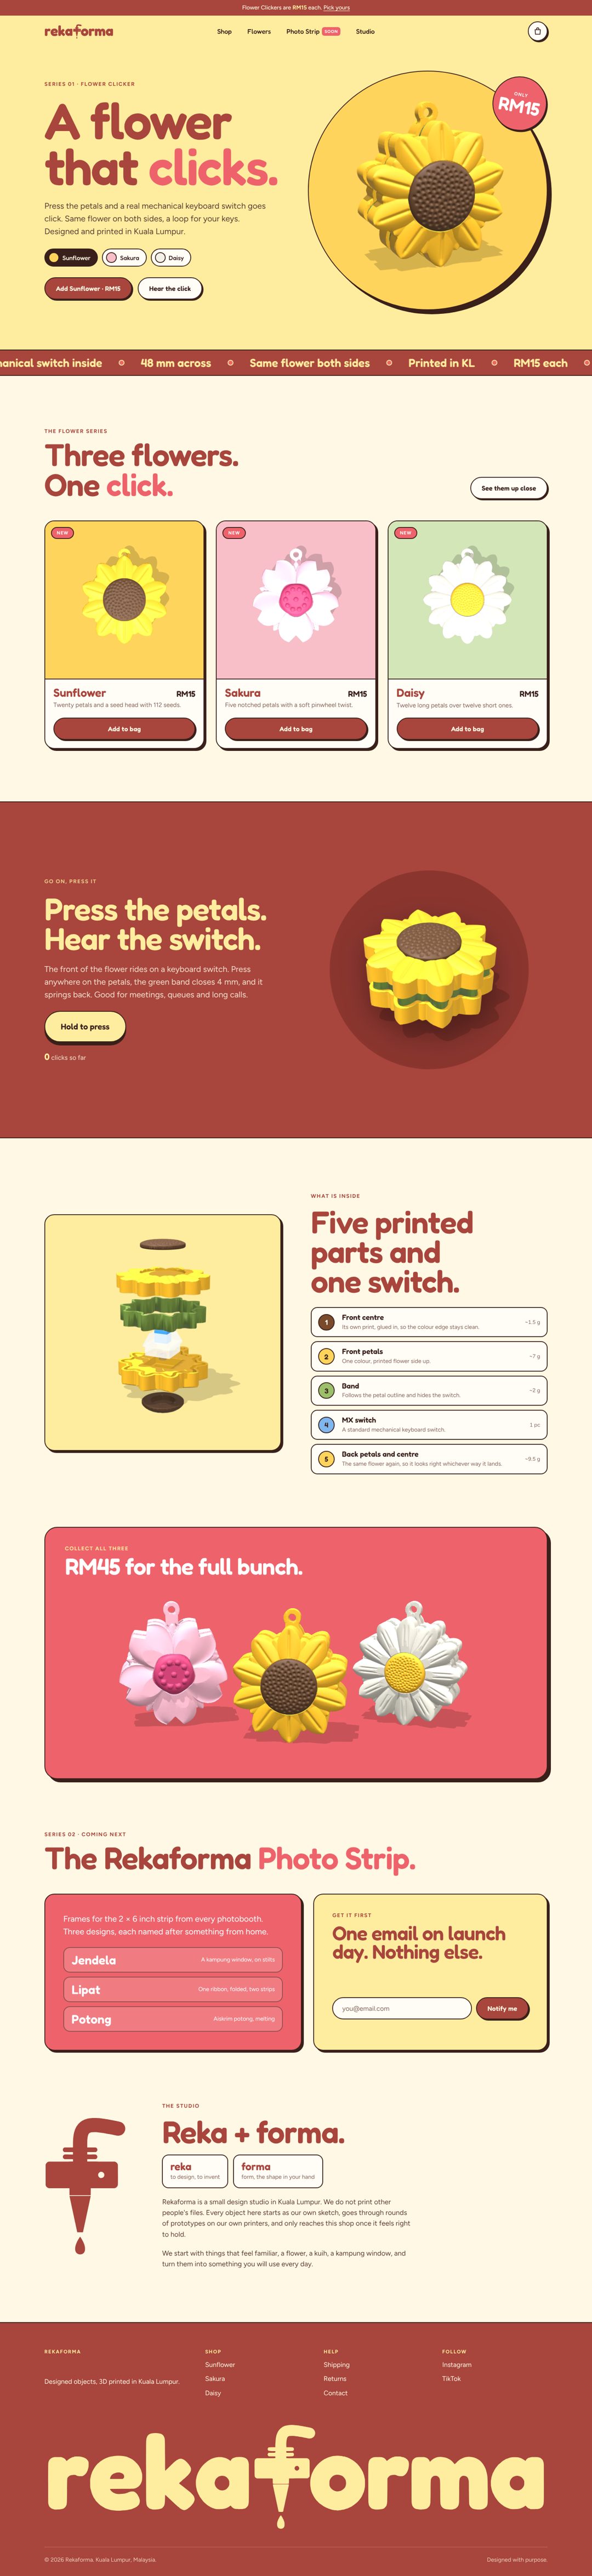 Flower Clickers are RM15 each. Pick yours
rekaforma
Shop
Flowers
Photo Strip SOON
Studio
SERIES 01 · FLOWER CLICKER
A flower
that clicks.
Press the petals and a real mechanical keyboard switch goes
click. Same flower on both sides, a loop for your keys.
Designed and printed in Kuala Lumpur.
Sunflower
Sakura
Daisy
Add Sunflower · RM15
Hear the click
ONLY
RM15
hanical switch inside
48 mm across
Same flower both sides
Printed in KL
RM15 each
THE FLOWER SERIES
Three flowers.
One click.
See them up close
NEW
NEW
NEW
Sunflower
RM15
Twenty petals and a seed head with 112 seeds.
Add to bag
Sakura
RM15
Five notched petals with a soft pinwheel twist.
Add to bag
Daisy
RM15
Twelve long petals over twelve short ones.
Add to bag
GO ON, PRESS IT
Press the petals.
Hear the switch.
The front of the flower rides on a keyboard switch. Press
anywhere on the petals, the green band closes 4 mm, and it
springs back. Good for meetings, queues and long calls.
Hold to press
0 clicks so far
WHAT IS INSIDE
Five printed
parts and
one switch.
1
Front centre
Its own print, glued in, so the colour edge stays clean.
~1.5 g
2
Front petals
One colour, printed flower side up.
~7 g
3
Band
Follows the petal outline and hides the switch.
~2 g
4
MX switch
A standard mechanical keyboard switch.
1 pc
5
Back petals and centre
The same flower again, so it looks right whichever way it lands.
~9.5 g
COLLECT ALL THREE
RM45 for the full bunch.
SERIES 02 · COMING NEXT
The Rekaforma Photo Strip.
Frames for the 2 × 6 inch strip from every photobooth.
Three designs, each named after something from home.
Jendela
A kampung window, on stilts
Lipat
One ribbon, folded, two strips
Potong
Aiskrim potong, melting
GET IT FIRST
One email on launch
day. Nothing else.
you@email.com
Notify me
THE STUDIO
Reka + forma.
reka
to design, to invent
forma
form, the shape in your hand
Rekaforma is a small design studio in Kuala Lumpur. We do not print other
people's files. Every object here starts as our own sketch, goes through rounds
of prototypes on our own printers, and only reaches this shop once it feels right
to hold.
We start with things that feel familiar, a flower, a kuih, a kampung window, and
turn them into something you will use every day.
REKAFORMA
Designed objects, 3D printed in Kuala Lumpur.
SHOP
Sunflower
Sakura
Daisy
HELP
Shipping
Returns
Contact
FOLLOW
Instagram
TikTok
rekaforma
© 2026 Rekaforma. Kuala Lumpur, Malaysia.
Designed with purpose.